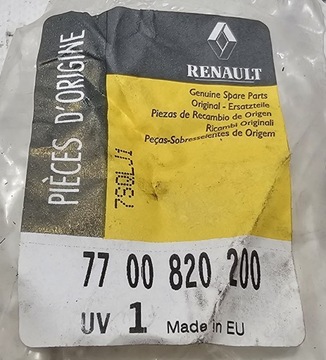 PIÈCES D'ORIGINE
RENAULT
Genuine Spare Parts
Original - Ersatzteile
Piezas de Recambio de Origen
Ricambi Originali
Peças-Sobresselentes de Origem
77 00 820 200
UV 1 Made in EU